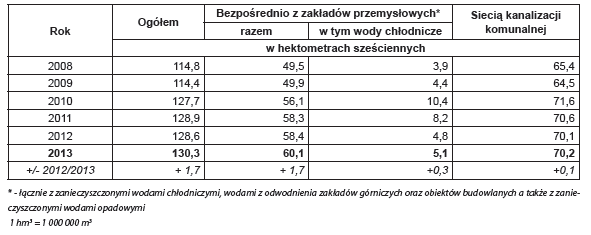 Rok Ogółem Bezpośrednio z zakładów przemysłowych* Siecią kanalizacji komunalnej
razem w tym wody chłodnicze
w hektometrach sześciennych
2008 114,8 49,5 3,9 65,4
2009 114,4 49,9 4,4 64,5
2010 127,7 56,1 10,4 71,6
2011 128,9 58,3 8,2 70,6
2012 128,6 58,4 4,8 70,1
2013 130,3 60,1 5,1 70,2
+/- 2012/2013 + 1,7 + 1,7 +0,3 +0,1
* - łącznie z zanieczyszczonymi wodami chłodniczymi, wodami z odwodnienia zakładów górniczych oraz obiektów budowlanych a także z zanie-
czyszczonymi wodami opadowymi
1 hm³ = 1 000 000 m³